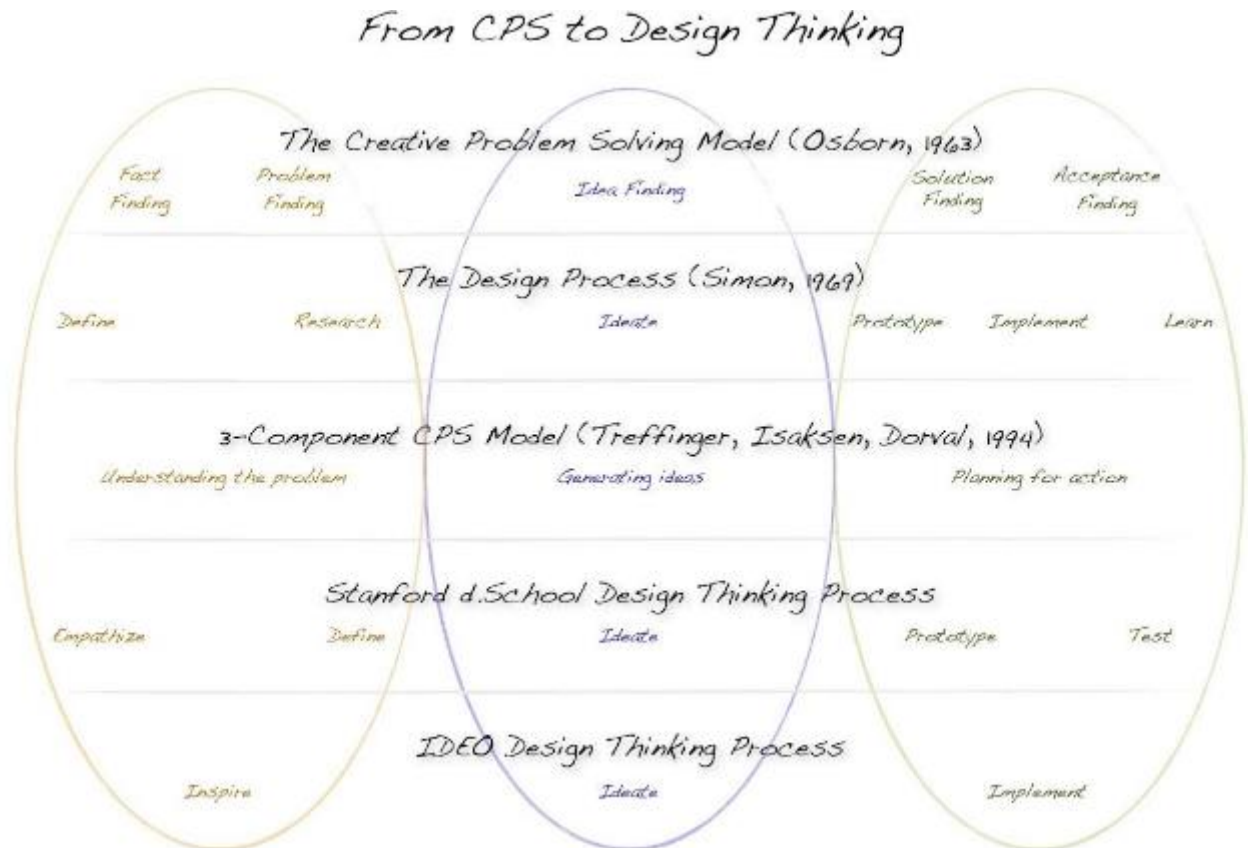 From CPS to Design Thinking
The Creative Problem Solving Model (Osborn, 1963)
Fact Finding
Problem Finding
Idea Finding
Solution Finding
Acceptance Finding
The Design Process (Simon, 1969)
Define Research Ideate Prototype Implement Learn
3-Component CPS Model (Treffinger, Isaksen, Dorval, 1994)
Understanding the problem Generating ideas Planning for action
Stanford d.School Design Thinking Process
Empathize Define Ideate Prototype Test
IDEO Design Thinking Process
Inspire Ideate Implement